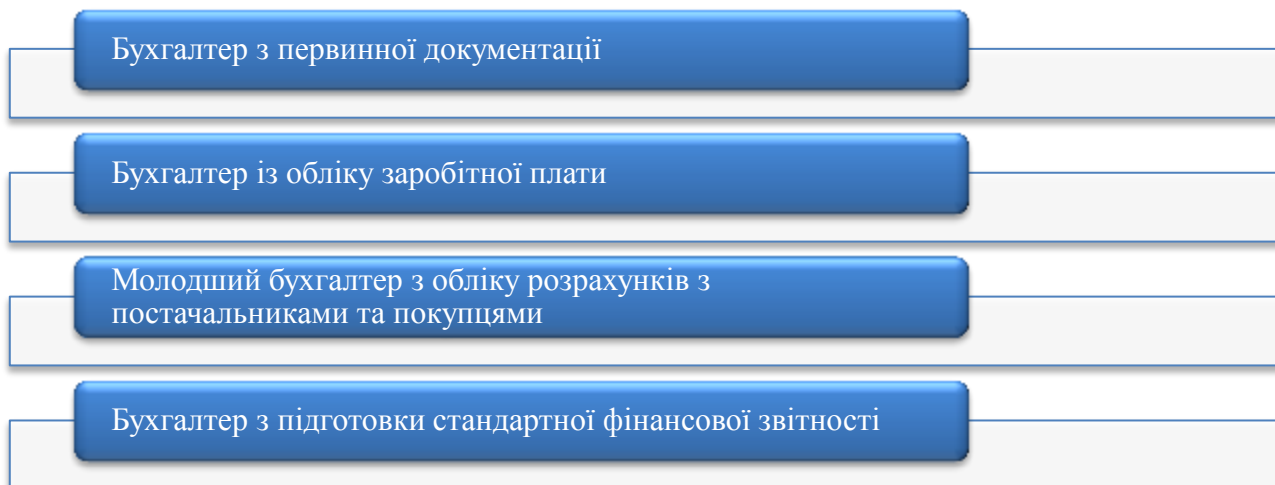 Бухгалтер з первинної документації
Бухгалтер із обліку заробітної плати
Молодший бухгалтер з обліку розрахунків з
постачальниками та покупцями
Бухгалтер з підготовки стандартної фінансової звітності